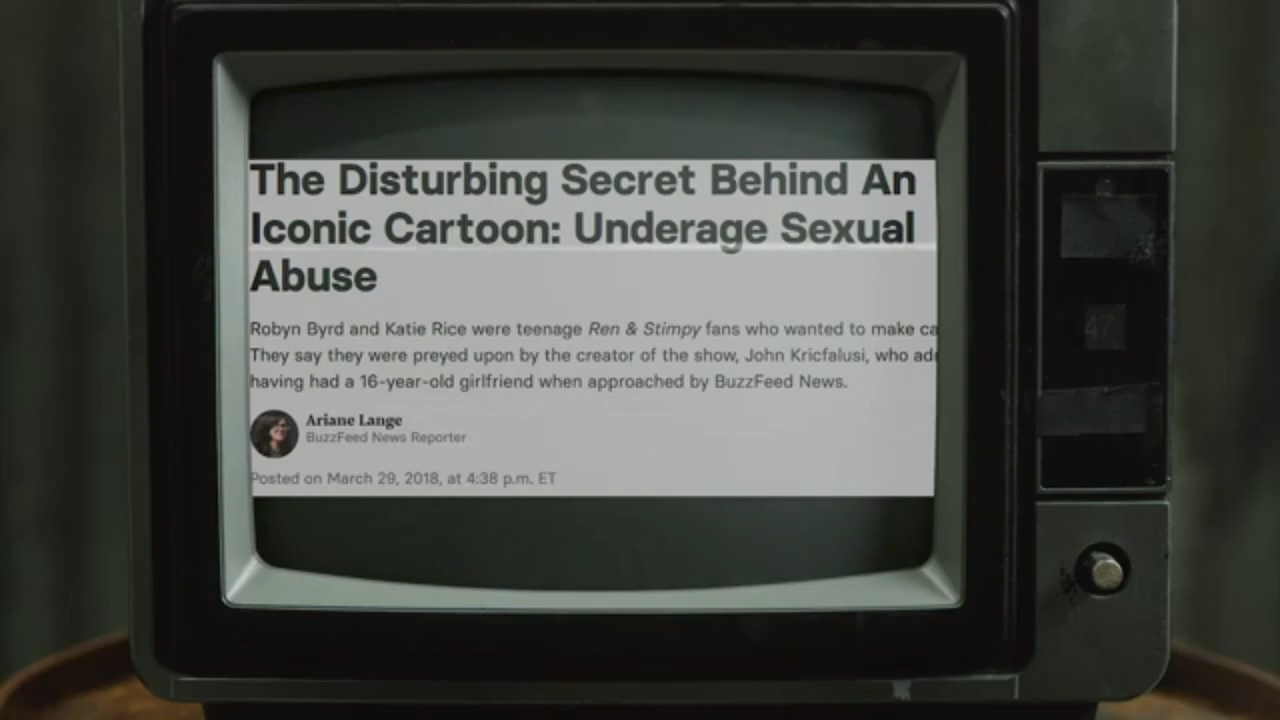 The Disturbing Secret Behind An
Iconic Cartoon: Underage Sexual
Abuse
Robyn Byrd and Katie Rice were teenage Ren & Stimpy fans who wanted to make ca
They say they were preyed upon by the creator of the show, John Kricfalusi, who ad
having had a 16-year-old girlfriend when approached by BuzzFeed News.
Ariane Lange
BuzzFeed News Reporter
Posted on March 29, 2018, at 4:38 p.m. ET
47